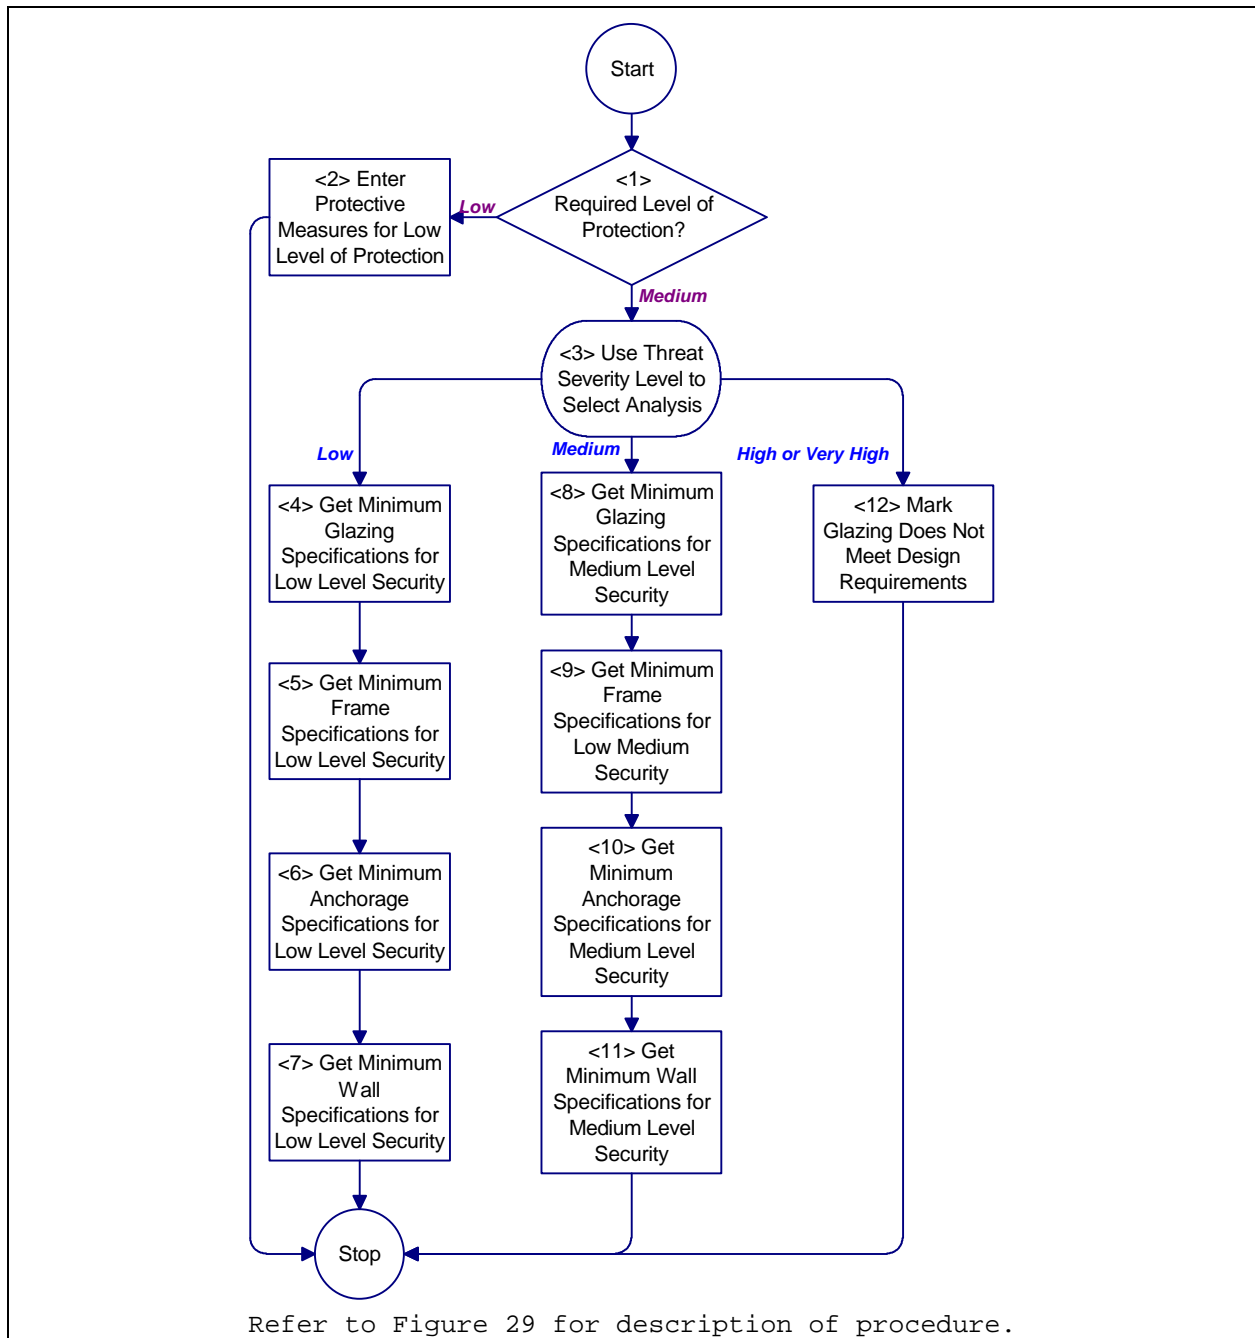 Start
<1>
Required Level of
Protection?
<2> Enter
Protective
Measures for Low
Level of Protection
Low
Medium
<3> Use Threat
Severity Level to
Select Analysis
Low
Medium
High or Very High
<4> Get Minimum
Glazing
Specifications for
Low Level Security
<8> Get Minimum
Glazing
Specifications for
Medium Level
Security
<12> Mark
Glazing Does Not
Meet Design
Requirements
<5> Get Minimum
Frame
Specifications for
Low Level Security
<9> Get Minimum
Frame
Specifications for
Low Medium
Security
<6> Get Minimum
Anchorage
Specifications for
Low Level Security
<10> Get
Minimum
Anchorage
Specifications for
Medium Level
Security
<7> Get Minimum
Wall
Specifications for
Low Level Security
<11> Get
Minimum Wall
Specifications for
Medium Level
Security
Stop
Refer to Figure 29 for description of procedure.